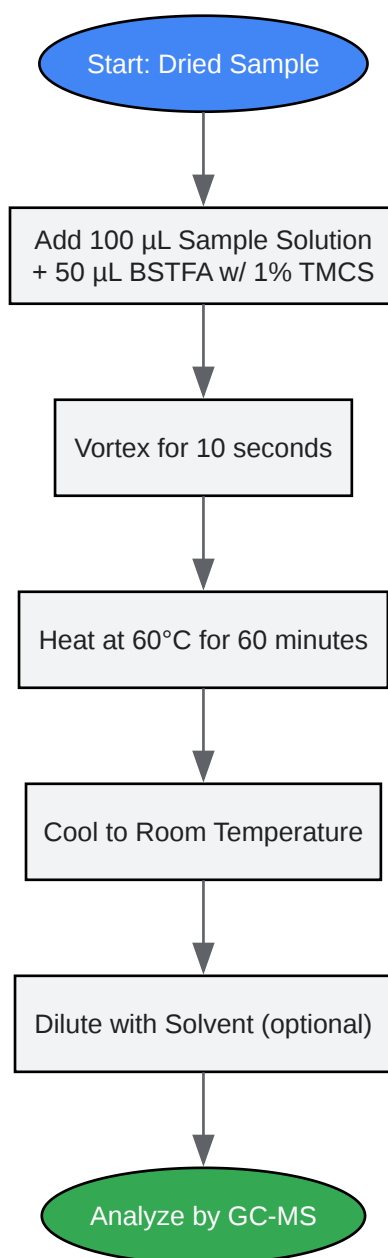 Start: Dried Sample
Add 100 µL Sample Solution
+ 50 µL BSTFA w/ 1% TMCS
Vortex for 10 seconds
Heat at 60°C for 60 minutes
Cool to Room Temperature
Dilute with Solvent (optional)
Analyze by GC-MS